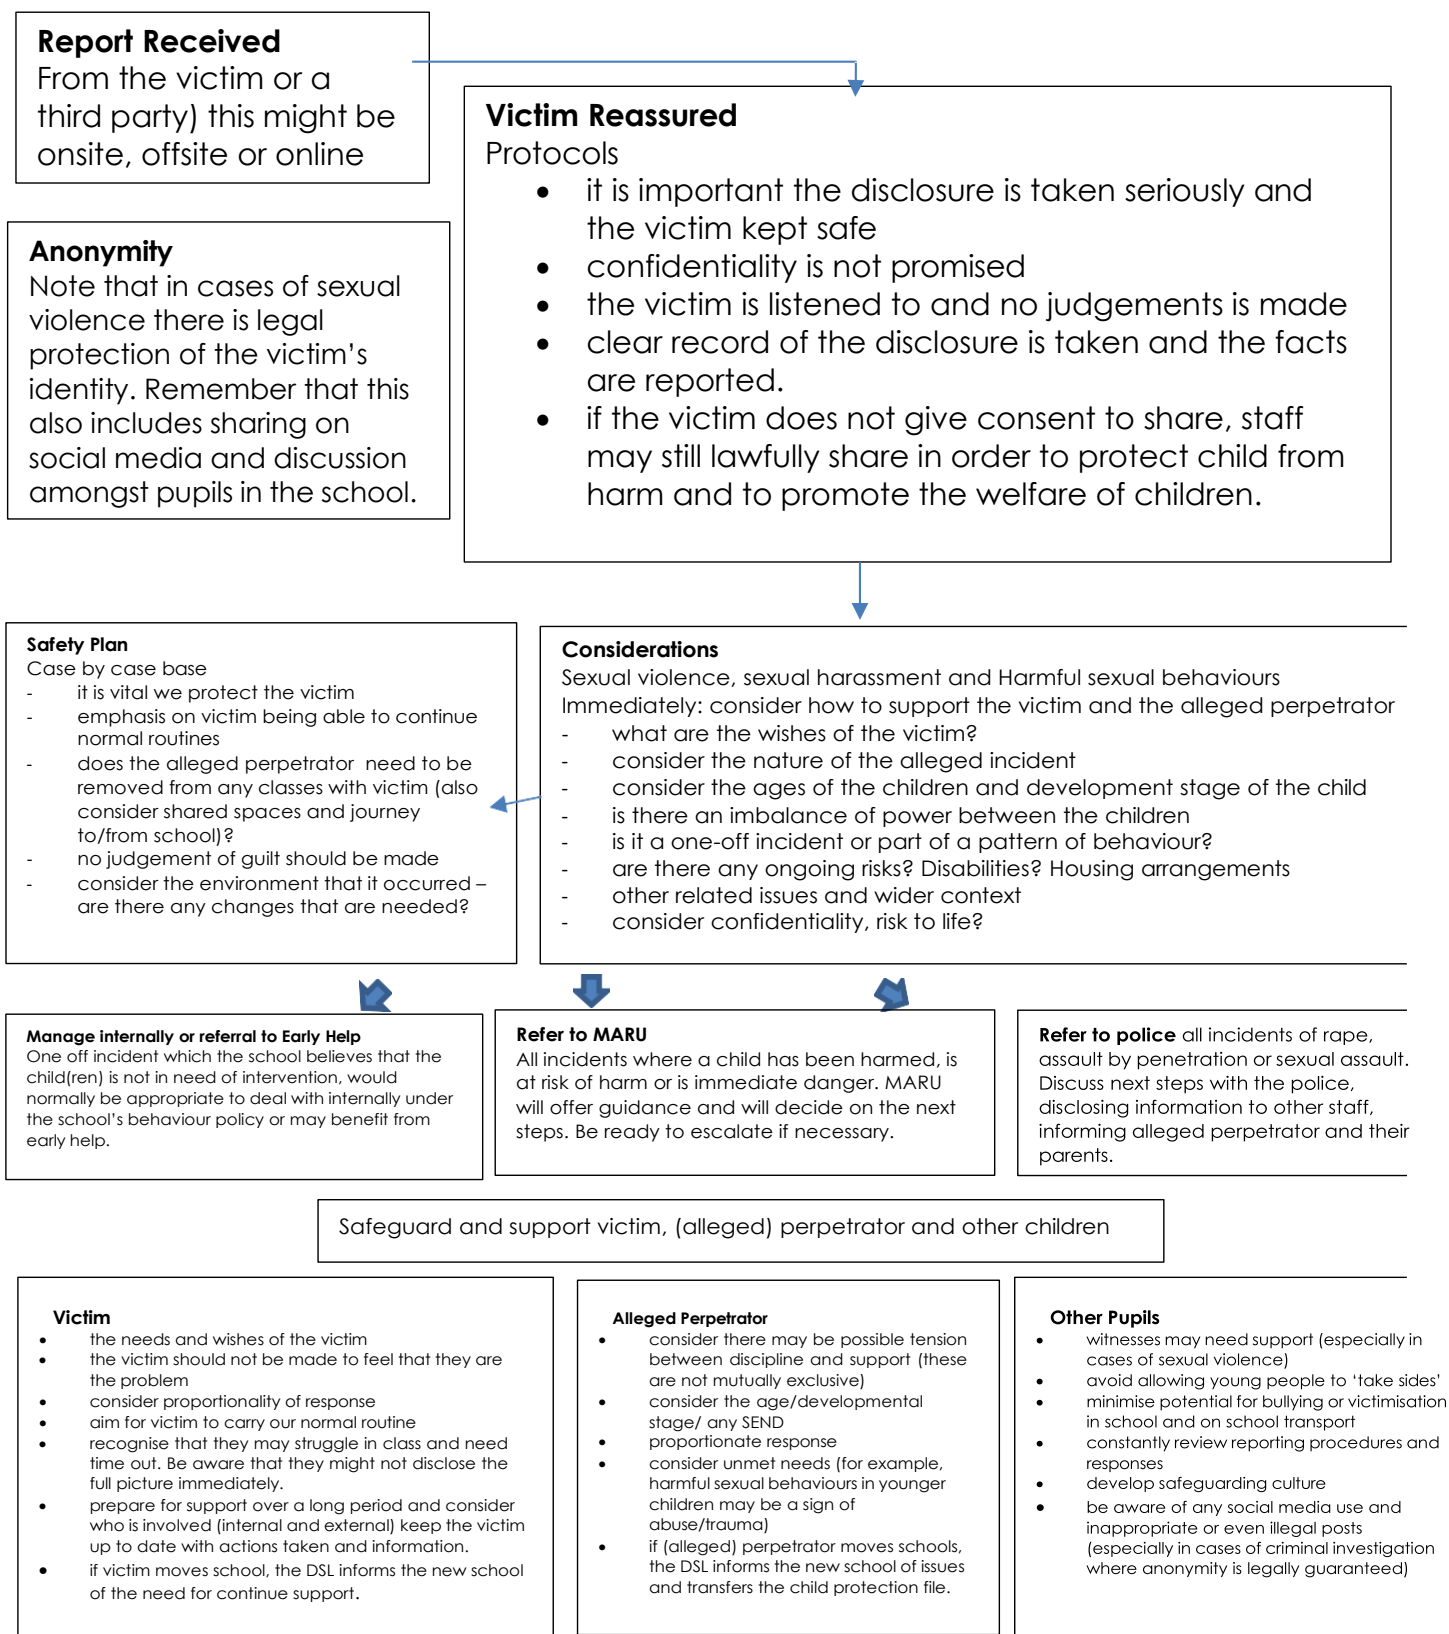 Report Received
From the victim or a
third party) this might be
onsite, offsite or online
Victim Reassured
Protocols
• it is important the disclosure is taken seriously and
the victim kept safe
• confidentiality is not promised
• the victim is listened to and no judgements is made
• clear record of the disclosure is taken and the facts
are reported.
• if the victim does not give consent to share, staff
may still lawfully share in order to protect child from
harm and to promote the welfare of children.
Anonymity
Note that in cases of sexual
violence there is legal
protection of the victim's
identity. Remember that this
also includes sharing on
social media and discussion
amongst pupils in the school.
Safety Plan
Case by case base
- it is vital we protect the victim
- emphasis on victim being able to continue
normal routines
- does the alleged perpetrator need to be
removed from any classes with victim (also
consider shared spaces and journey
to/from school)?
- no judgement of guilt should be made
- consider the environment that it occurred –
are there any changes that are needed?
Considerations
Sexual violence, sexual harassment and Harmful sexual behaviours
Immediately: consider how to support the victim and the alleged perpetrator
- what are the wishes of the victim?
- consider the nature of the alleged incident
- consider the ages of the children and development stage of the child
- is there an imbalance of power between the children
- is it a one-off incident or part of a pattern of behaviour?
- are there any ongoing risks? Disabilities? Housing arrangements
- other related issues and wider context
- consider confidentiality, risk to life?
Manage internally or referral to Early Help
One off incident which the school believes that the
child(ren) is not in need of intervention, would
normally be appropriate to deal with internally under
the school's behaviour policy or may benefit from
early help.
Refer to MARU
All incidents where a child has been harmed, is
at risk of harm or is immediate danger. MARU
will offer guidance and will decide on the next
steps. Be ready to escalate if necessary.
Refer to police all incidents of rape,
assault by penetration or sexual assault.
Discuss next steps with the police,
disclosing information to other staff,
informing alleged perpetrator and their
parents.
Safeguard and support victim, (alleged) perpetrator and other children
Victim
• the needs and wishes of the victim
• the victim should not be made to feel that they are
the problem
• consider proportionality of response
• aim for victim to carry our normal routine
• recognise that they may struggle in class and need
time out. Be aware that they might not disclose the
full picture immediately.
• prepare for support over a long period and consider
who is involved (internal and external) keep the victim
up to date with actions taken and information.
• if victim moves school, the DSL informs the new school
of the need for continue support.
Alleged Perpetrator
• consider there may be possible tension
between discipline and support (these
are not mutually exclusive)
• consider the age/developmental
stage/ any SEND
• proportionate response
• consider unmet needs (for example,
harmful sexual behaviours in younger
children may be a sign of
abuse/trauma)
• if (alleged) perpetrator moves schools,
the DSL informs the new school of issues
and transfers the child protection file.
Other Pupils
• witnesses may need support (especially in
cases of sexual violence)
• avoid allowing young people to 'take sides'
• minimise potential for bullying or victimisation
in school and on school transport
• constantly review reporting procedures and
responses
• develop safeguarding culture
• be aware of any social media use and
inappropriate or even illegal posts
(especially in cases of criminal investigation
where anonymity is legally guaranteed)